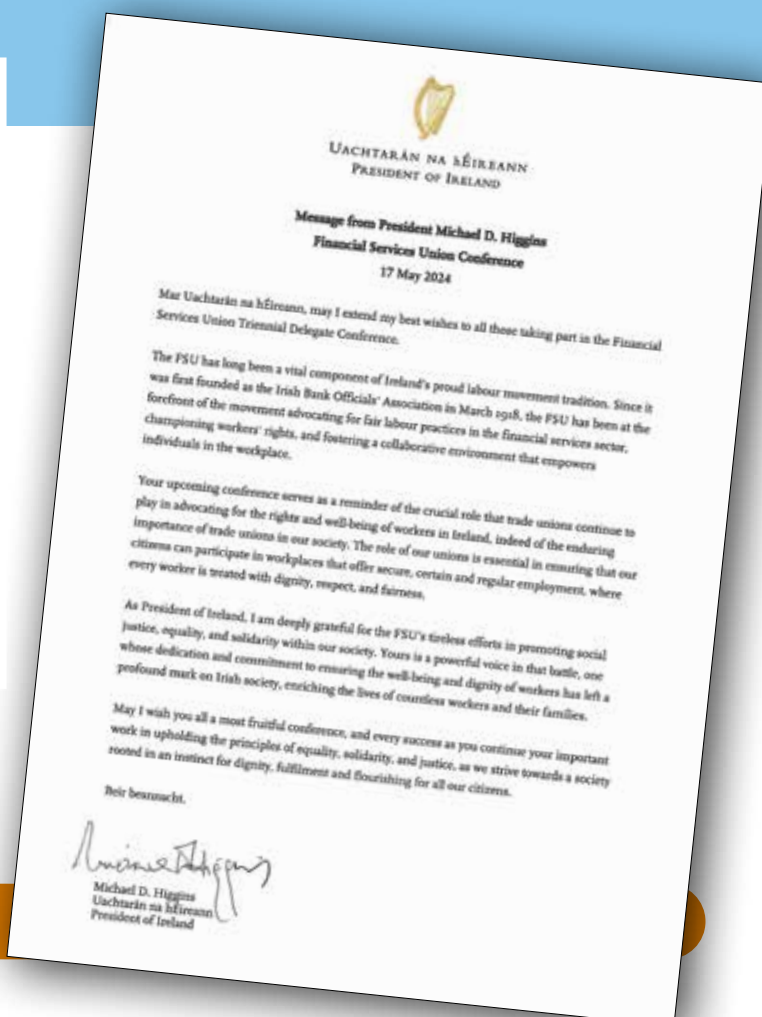 UACHTARÁN NA hÉIREANN
PRESIDENT OF IRELAND
Message from President Michael D. Higgins
Financial Services Union Conference
17 May 2024
Mar Uachtarán na hÉireann, may I extend my best wishes to all those taking part in the Financial
Services Union Triennial Delegate Conference.
The FSU has long been a vital component of Ireland's proud labour movement tradition. Since it
was first founded as the Irish Bank Officials' Association in March 1918, the FSU has been at the
forefront of the movement advocating for fair labour practices in the financial services sector,
championing workers' rights, and fostering a collaborative environment that empowers
individuals in the workplace.
Your upcoming conference serves as a reminder of the crucial role that trade unions continue to
play in advocating for the rights and well-being of workers in Ireland, indeed of the enduring
importance of trade unions in our society. The role of our unions is essential in ensuring that our
citizens can participate in workplaces that offer secure, certain and regular employment, where
every worker is treated with dignity, respect, and fairness.
As President of Ireland, I am deeply grateful for the FSU's tireless efforts in promoting social
justice, equality, and solidarity within our society. Yours is a powerful voice in that battle, one
whose dedication and commitment to ensuring the well-being and dignity of workers has left a
profound mark on Irish society, enriching the lives of countless workers and their families.
May I wish you all a most fruitful conference, and every success as you continue your important
work in upholding the principles of equality, solidarity, and justice, as we strive towards a society
rooted in an instinct for dignity, fulfilment and flourishing for all our citizens.
Beir beannacht,
Michael D. Higgins
Michael D. Higgins
Uachtarán na hÉireann
President of Ireland